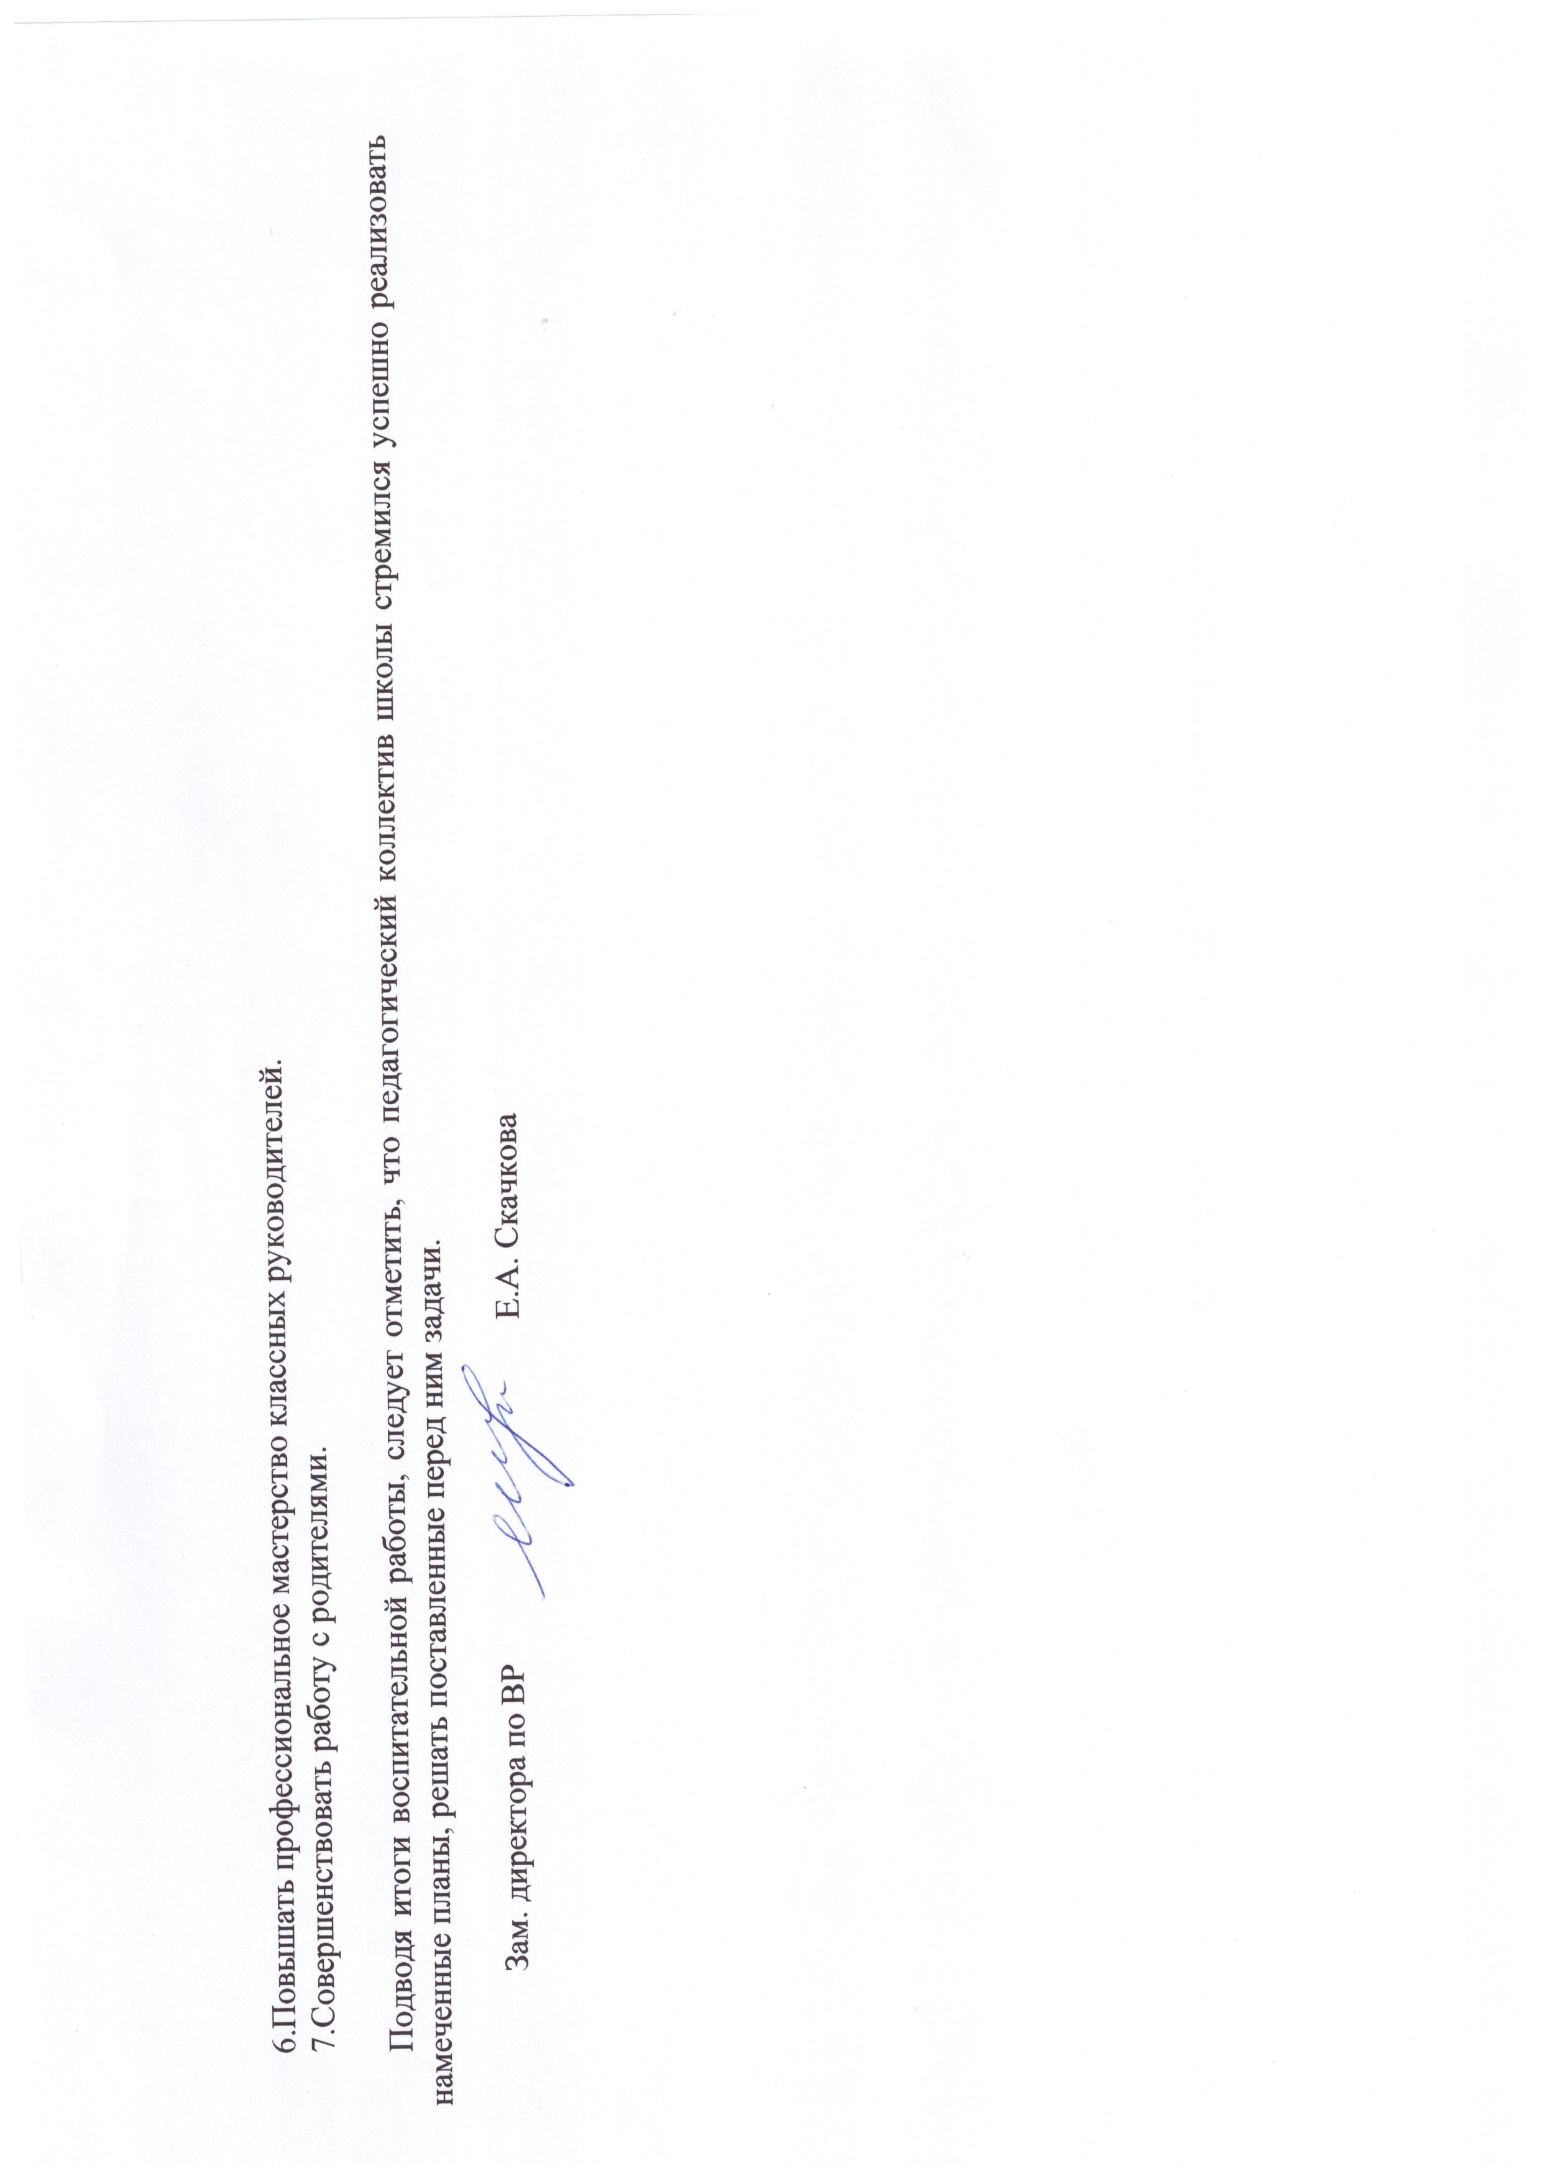 6.Повышать профессиональное мастерство классных руководителей.
7.Совершенствовать работу с родителями.
Подводя итоги воспитательной работы, следует отметить, что педагогический коллектив школы стремился успешно реализовать
намеченные планы, решать поставленные перед ним задачи.
Зам. директора по ВР Е.А. Скачкова